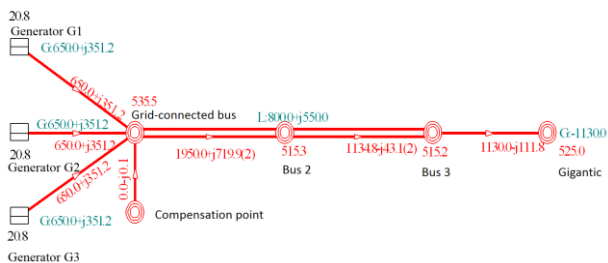 20.8
Generator G1
G:650.0+j351.2
650.0+j351.2
535.5
Grid-connected bus
G:650.0+j351.2
650.0+j351.2
20.8
Generator G2
650.0+j351.2
1950.0+j719.9(2)
L:800.0+j550.0
515.3
Bus 2
1134.8-j43.1(2)
515.2
Bus 3
1130.0-j111.8
G:-1130.0
525.0
Gigantic
0.0-j0.1
Compensation point
20.8
G:650.0+j351.2
Generator G3